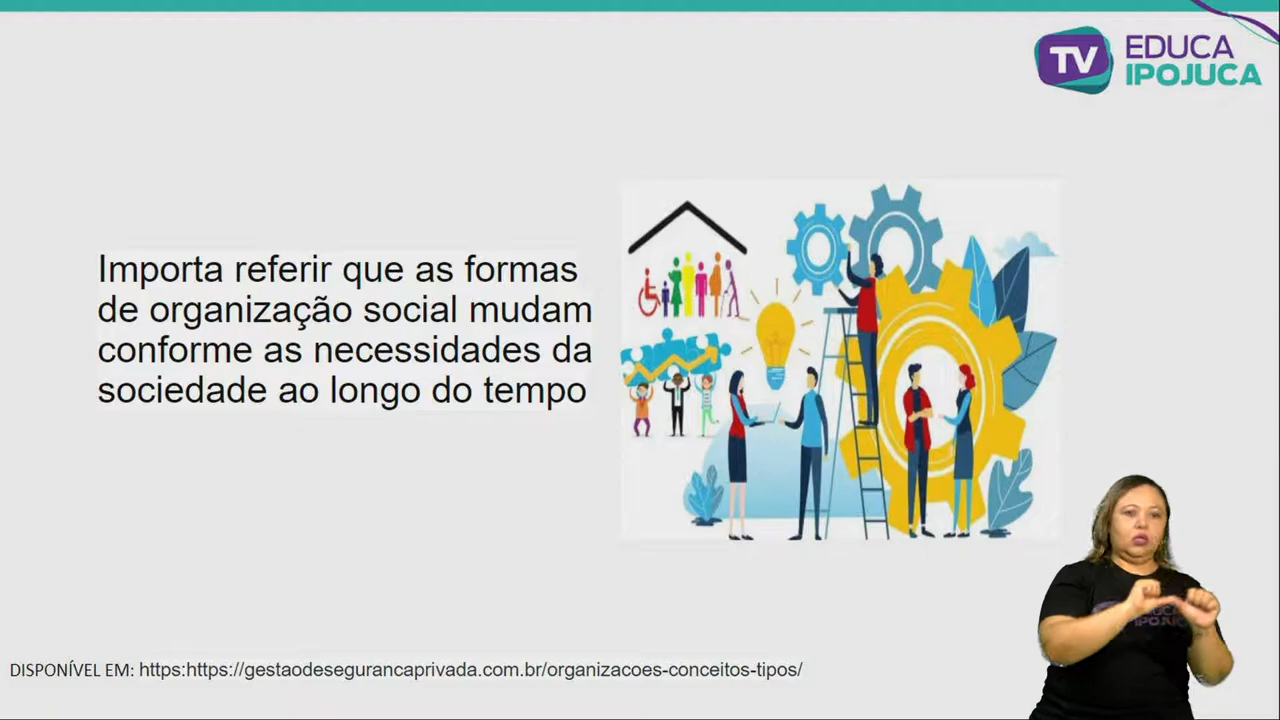 TV EDUCA
IPOJUCA
Importa referir que as formas
de organização social mudam
conforme as necessidades da
sociedade ao longo do tempo
EDUCA
DISPONÍVEL EM: https:https://gestaodesegurancaprivada.com.br/organizacoes-conceitos-tipos/